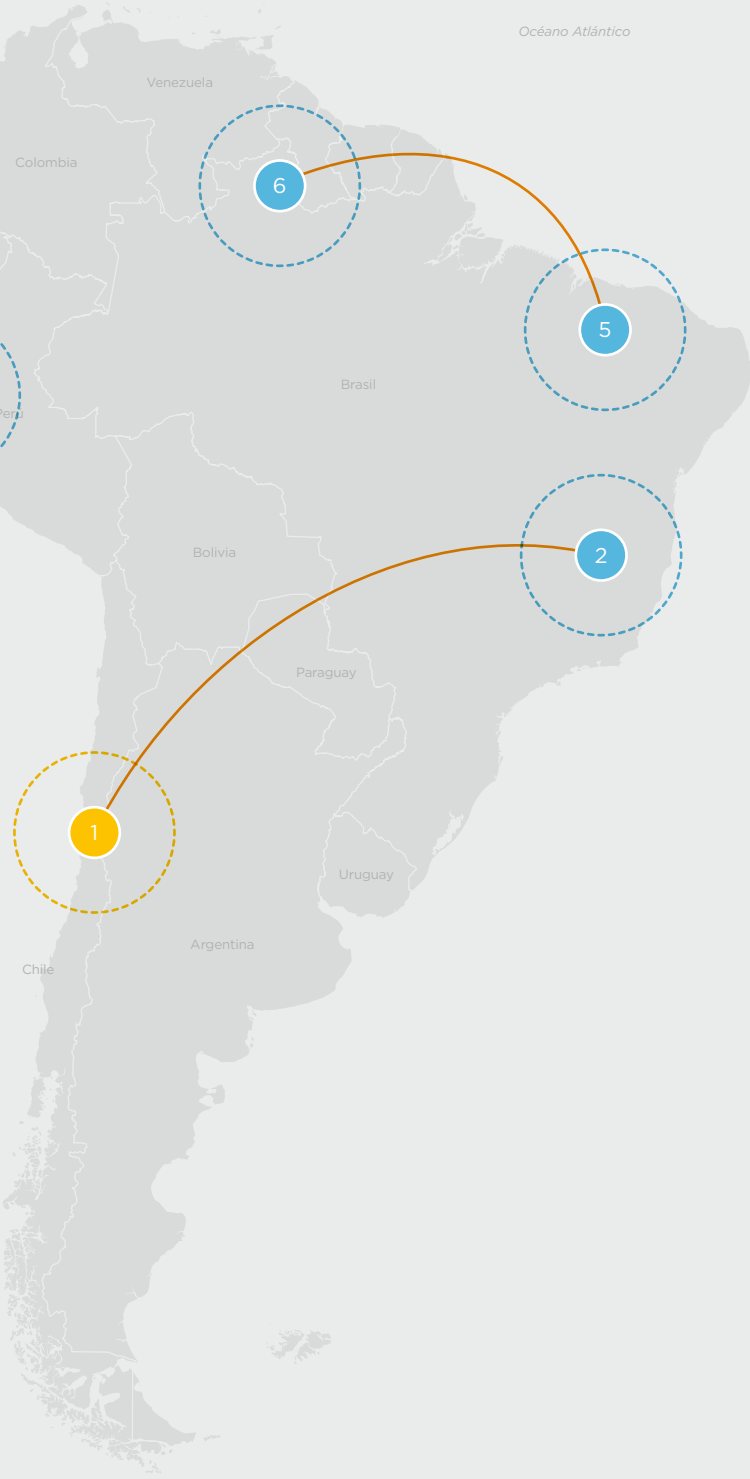 Océano Atlántico
Venezuela
Colombia
6
5
Brasil
Perú
Bolivia
2
Paraguay
1
Uruguay
Argentina
Chile